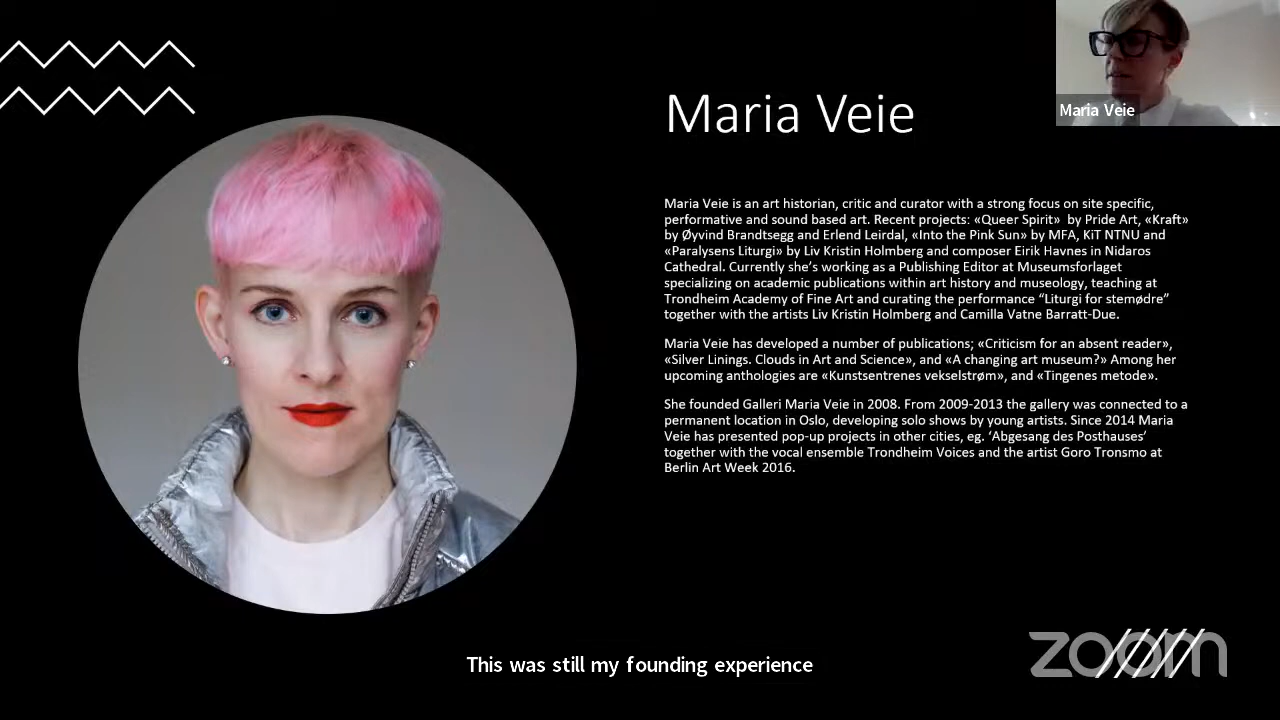 Maria Veie
Maria Veie
Maria Veie is an art historian, critic and curator with a strong focus on site specific,
performative and sound based art. Recent projects: «Queer Spirit»  by Pride Art, «Kraft»
by Øyvind Brandtsegg and Erlend Leirdal, «Into the Pink Sun» by MFA, KiT NTNU and
«Paralysens Liturgi» by Liv Kristin Holmberg and composer Eirik Havnes in Nidaros
Cathedral. Currently she's working as a Publishing Editor at Museumsforlaget
specializing on academic publications within art history and museology, teaching at
Trondheim Academy of Fine Art and curating the performance “Liturgi for stemødre”
together with the artists Liv Kristin Holmberg and Camilla Vatne Barratt-Due.
Maria Veie has developed a number of publications; «Criticism for an absent reader»,
«Silver Linings. Clouds in Art and Science», and «A changing art museum?» Among her
upcoming anthologies are «Kunstsentrenes vekselstrøm», and «Tingenes metode».
She founded Galleri Maria Veie in 2008. From 2009-2013 the gallery was connected to a
permanent location in Oslo, developing solo shows by young artists. Since 2014 Maria
Veie has presented pop-up projects in other cities, eg. ‘Abgesang des Posthauses’
together with the vocal ensemble Trondheim Voices and the artist Goro Tronsmo at
Berlin Art Week 2016.
This was still my founding experience
zoom